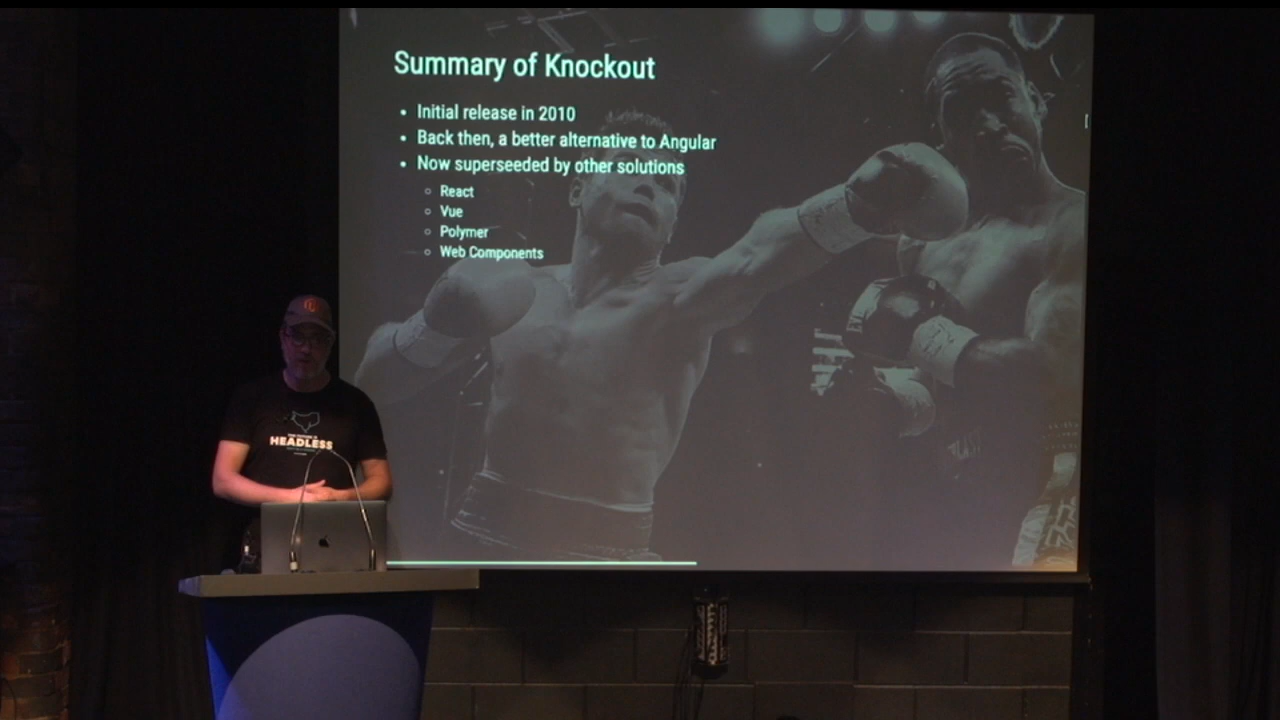 Summary of Knockout
Initial release in 2010
Back then, a better alternative to Angular
Now superseeded by other solutions
React
Vue
Polymer
Web Components
HEADLESS